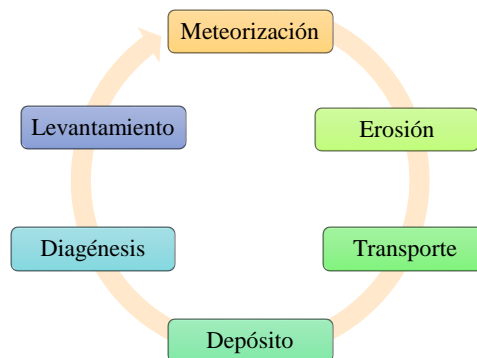 Meteorización
Erosión
Transporte
Depósito
Diagénesis
Levantamiento